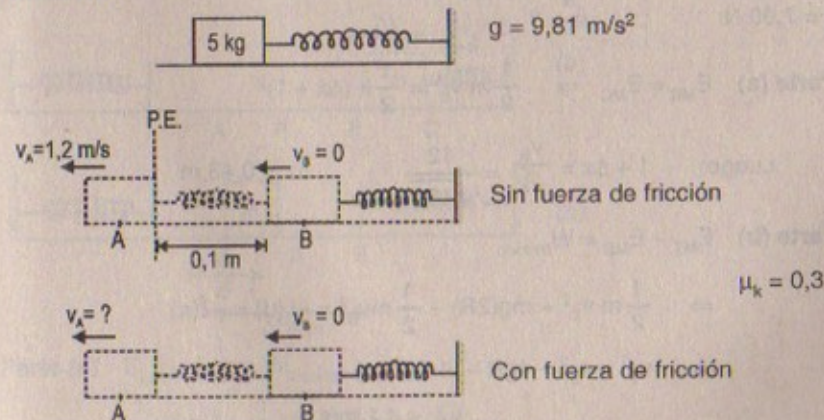 5 kg
g = 9,81 m/s²
P.E.
v_A=1,2 m/s
v_B = 0
Sin fuerza de fricción
A
B
0,1 m
μ_k = 0,3
v_A= ?
v_B = 0
Con fuerza de fricción
A
B